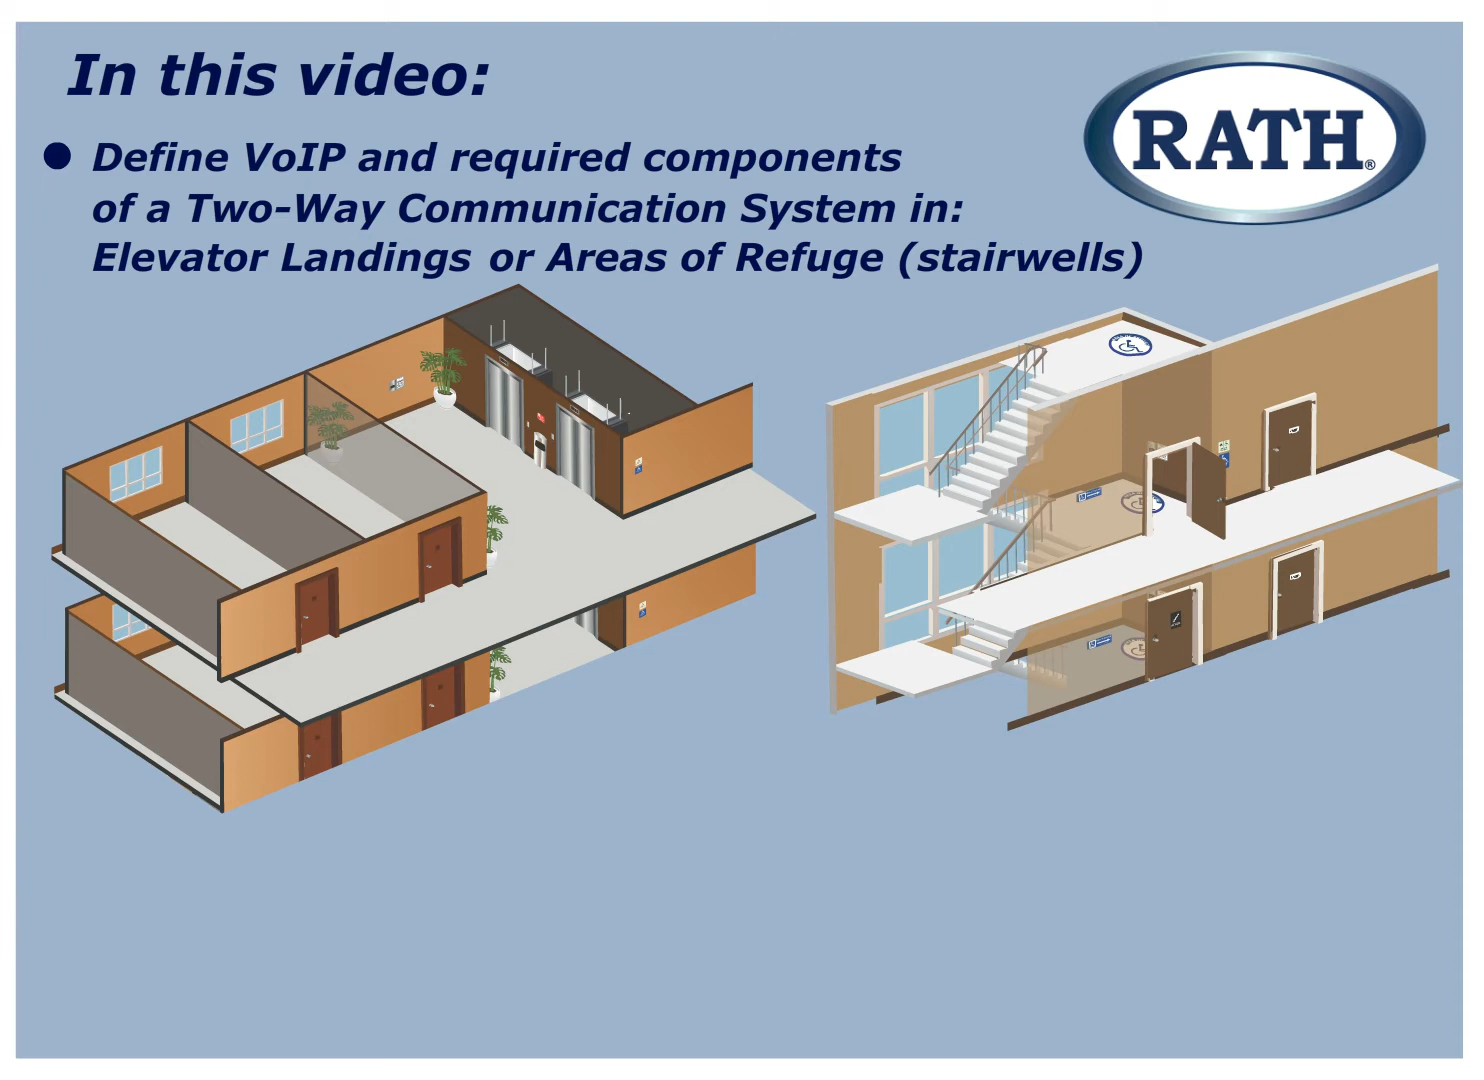 In this video:
RATH®
● Define VoIP and required components
of a Two-Way Communication System in:
Elevator Landings or Areas of Refuge (stairwells)